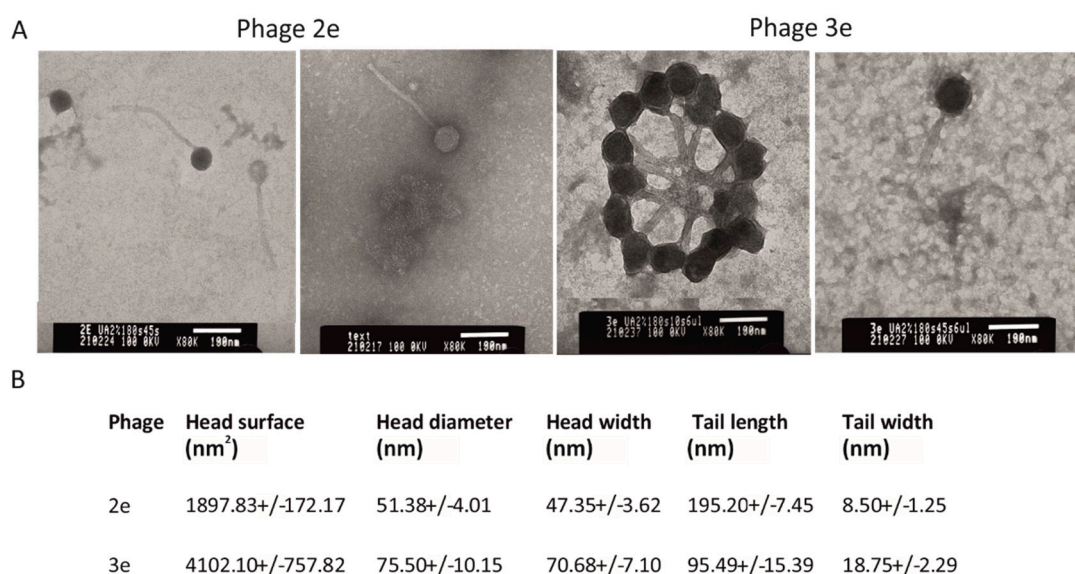 A
Phage 2e
Phage 3e
2E UA2%180s45s
210224 100 0KV X80K 190nm
text
210217 100 0KV X80K 190nm
3e UA2%180s10s6ul
210237 100 0KV X80K 190nm
3e UA2%180s45s6ul
210227 100 0KV X80K 190nm
B
Phage Head surface (nm²) Head diameter (nm) Head width (nm) Tail length (nm) Tail width (nm)
2e 1897.83+/-172.17 51.38+/-4.01 47.35+/-3.62 195.20+/-7.45 8.50+/-1.25
3e 4102.10+/-757.82 75.50+/-10.15 70.68+/-7.10 95.49+/-15.39 18.75+/-2.29